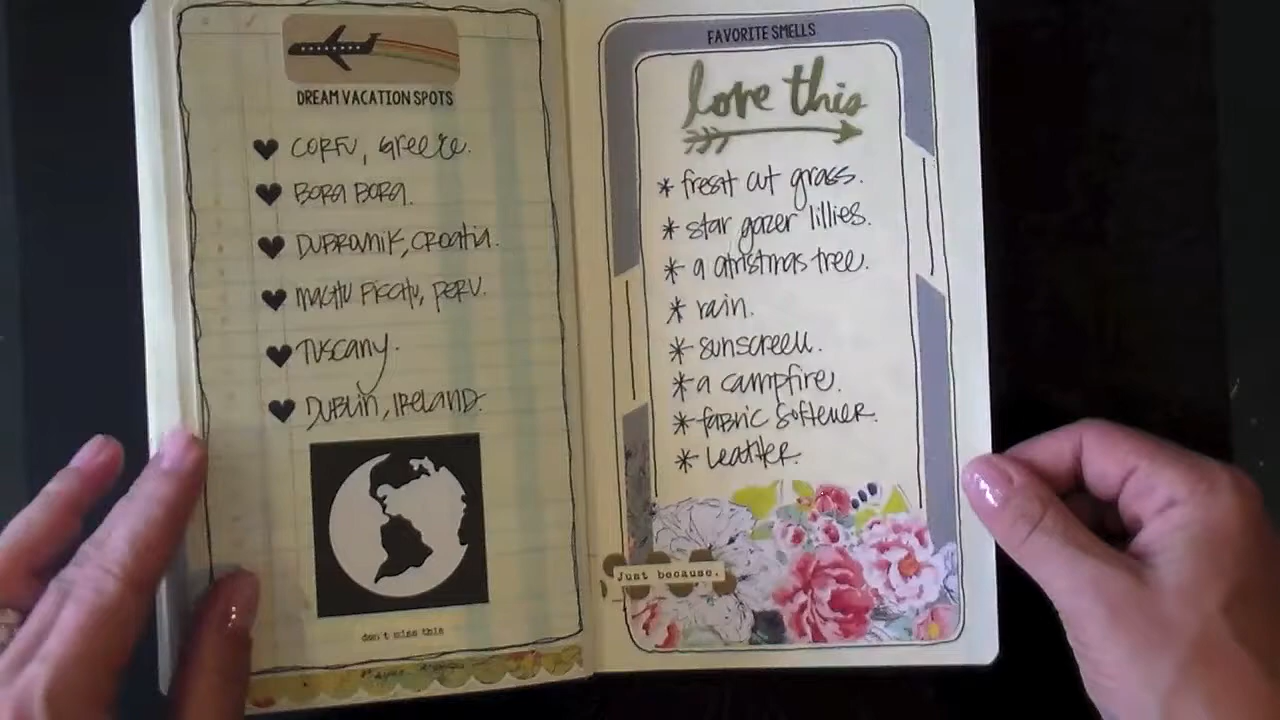 DREAM VACATION SPOTS
CORFU, Greece.
BORA BORA.
DUBROVNIK, CROATIA.
MACHU PICCHU, PERU.
TUSCANY.
DUBLIN, IRELAND.
don't miss this
FAVORITE SMELLS
love this
* fresh cut grass.
* star gazer lillies.
* a christmas tree.
* rain.
* sunscreen.
* a campfire.
* fabric softener.
* leather.
Just because.